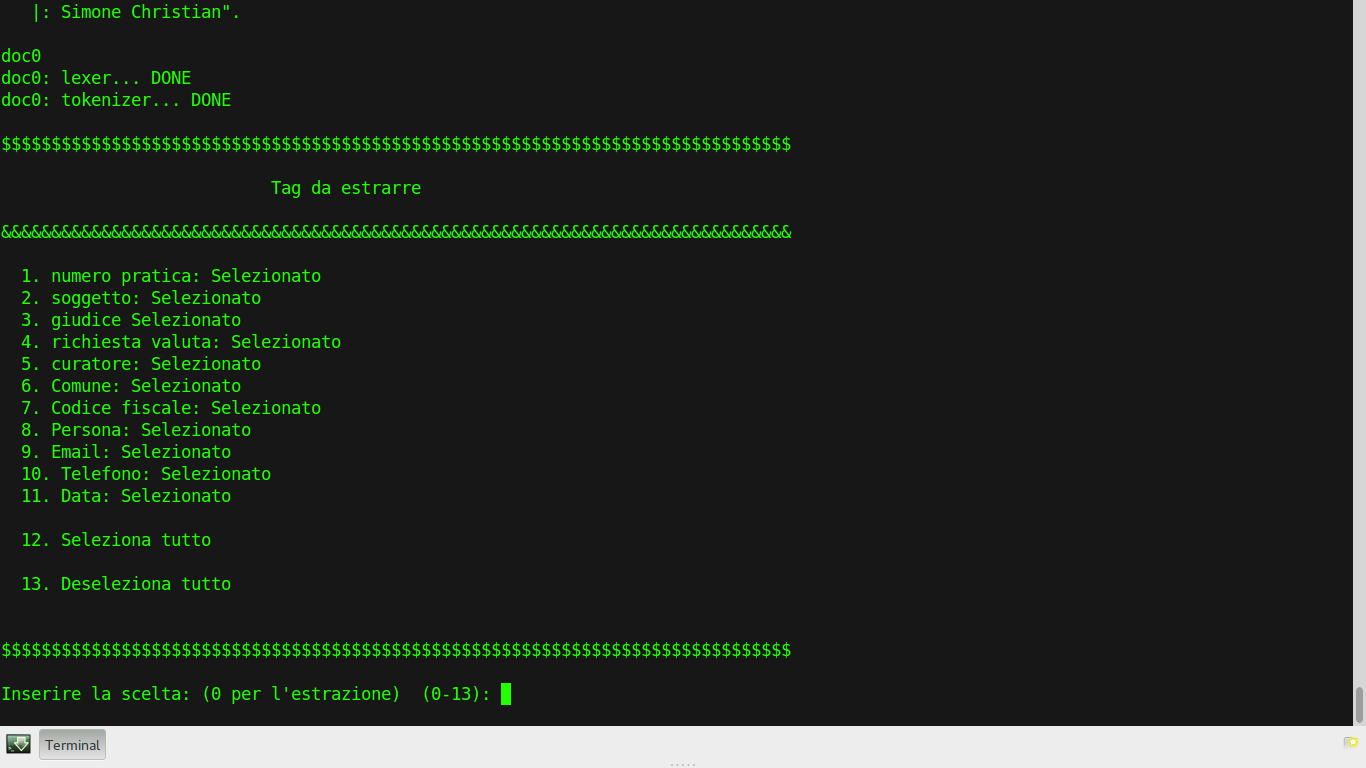 |: Simone Christian".
doc0
doc0: lexer... DONE
doc0: tokenizer... DONE
$$$$$$$$$$$$$$$$$$$$$$$$$$$$$$$$$$$$$$$$$$$$$$$$$$$$$$$$$$$$$$$$$$$$$$$$$$$$$$$
Tag da estrarre
&&&&&&&&&&&&&&&&&&&&&&&&&&&&&&&&&&&&&&&&&&&&&&&&&&&&&&&&&&&&&&&&&&&&&&&&&&&&&&&
1. numero pratica: Selezionato
2. soggetto: Selezionato
3. giudice Selezionato
4. richiesta valuta: Selezionato
5. curatore: Selezionato
6. Comune: Selezionato
7. Codice fiscale: Selezionato
8. Persona: Selezionato
9. Email: Selezionato
10. Telefono: Selezionato
11. Data: Selezionato
12. Seleziona tutto
13. Deseleziona tutto
$$$$$$$$$$$$$$$$$$$$$$$$$$$$$$$$$$$$$$$$$$$$$$$$$$$$$$$$$$$$$$$$$$$$$$$$$$$$$$$
Inserire la scelta: (0 per l'estrazione)  (0-13):
Terminal